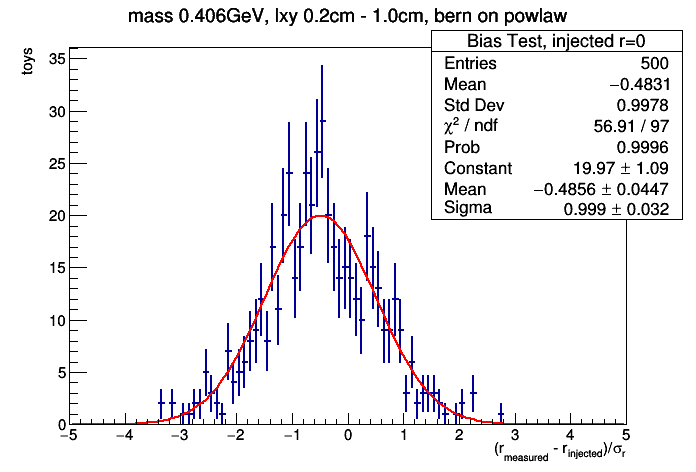 mass 0.406GeV, lxy 0.2cm - 1.0cm, bern on powlaw
Bias Test, injected r=0
Entries 500
Mean −0.4831
Std Dev 0.9978
χ² / ndf 56.91 / 97
Prob 0.9996
Constant 19.97 ± 1.09
Mean −0.4856 ± 0.0447
Sigma 0.999 ± 0.032
toys
35
30
25
20
15
10
5
0
−5 −4 −3 −2 −1 0 1 2 3 4 5
(r_measured - r_injected)/σ_r